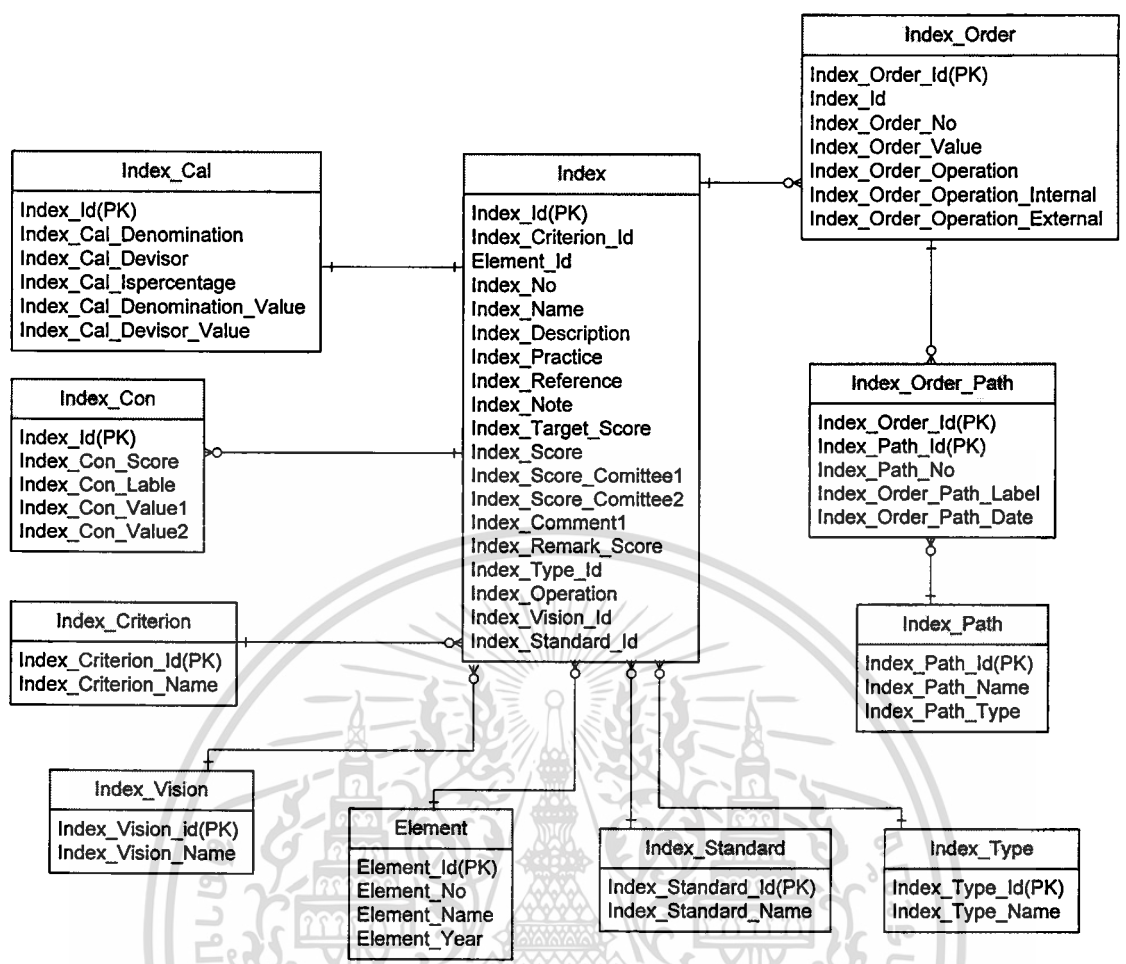 Index_Order
Index_Order_Id(PK)
Index_Id
Index_Order_No
Index_Order_Value
Index_Order_Operation
Index_Order_Operation_Internal
Index_Order_Operation_External
Index_Cal
Index_Id(PK)
Index_Cal_Denomination
Index_Cal_Devisor
Index_Cal_Ispercentage
Index_Cal_Denomination_Value
Index_Cal_Devisor_Value
Index
Index_Id(PK)
Index_Criterion_Id
Element_Id
Index_No
Index_Name
Index_Description
Index_Practice
Index_Reference
Index_Note
Index_Target_Score
Index_Score
Index_Score_Comittee1
Index_Score_Comittee2
Index_Comment1
Index_Remark_Score
Index_Type_Id
Index_Operation
Index_Vision_Id
Index_Standard_Id
Index_Con
Index_Id(PK)
Index_Con_Score
Index_Con_Lable
Index_Con_Value1
Index_Con_Value2
Index_Order_Path
Index_Order_Id(PK)
Index_Path_Id(PK)
Index_Path_No
Index_Order_Path_Label
Index_Order_Path_Date
Index_Criterion
Index_Criterion_Id(PK)
Index_Criterion_Name
Index_Path
Index_Path_Id(PK)
Index_Path_Name
Index_Path_Type
Index_Vision
Index_Vision_id(PK)
Index_Vision_Name
Element
Element_Id(PK)
Element_No
Element_Name
Element_Year
Index_Standard
Index_Standard_Id(PK)
Index_Standard_Name
Index_Type
Index_Type_Id(PK)
Index_Type_Name